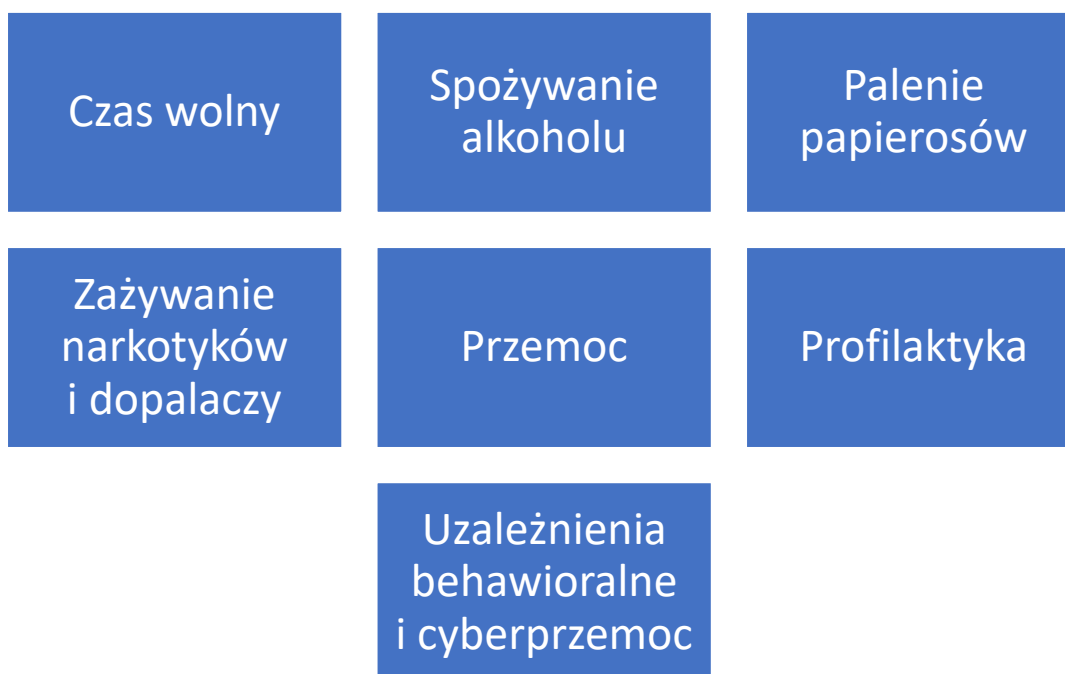 Czas wolny
Spożywanie
alkoholu
Palenie
papierosów
Zażywanie
narkotyków
i dopalaczy
Przemoc
Profilaktyka
Uzależnienia
behawioralne
i cyberprzemoc